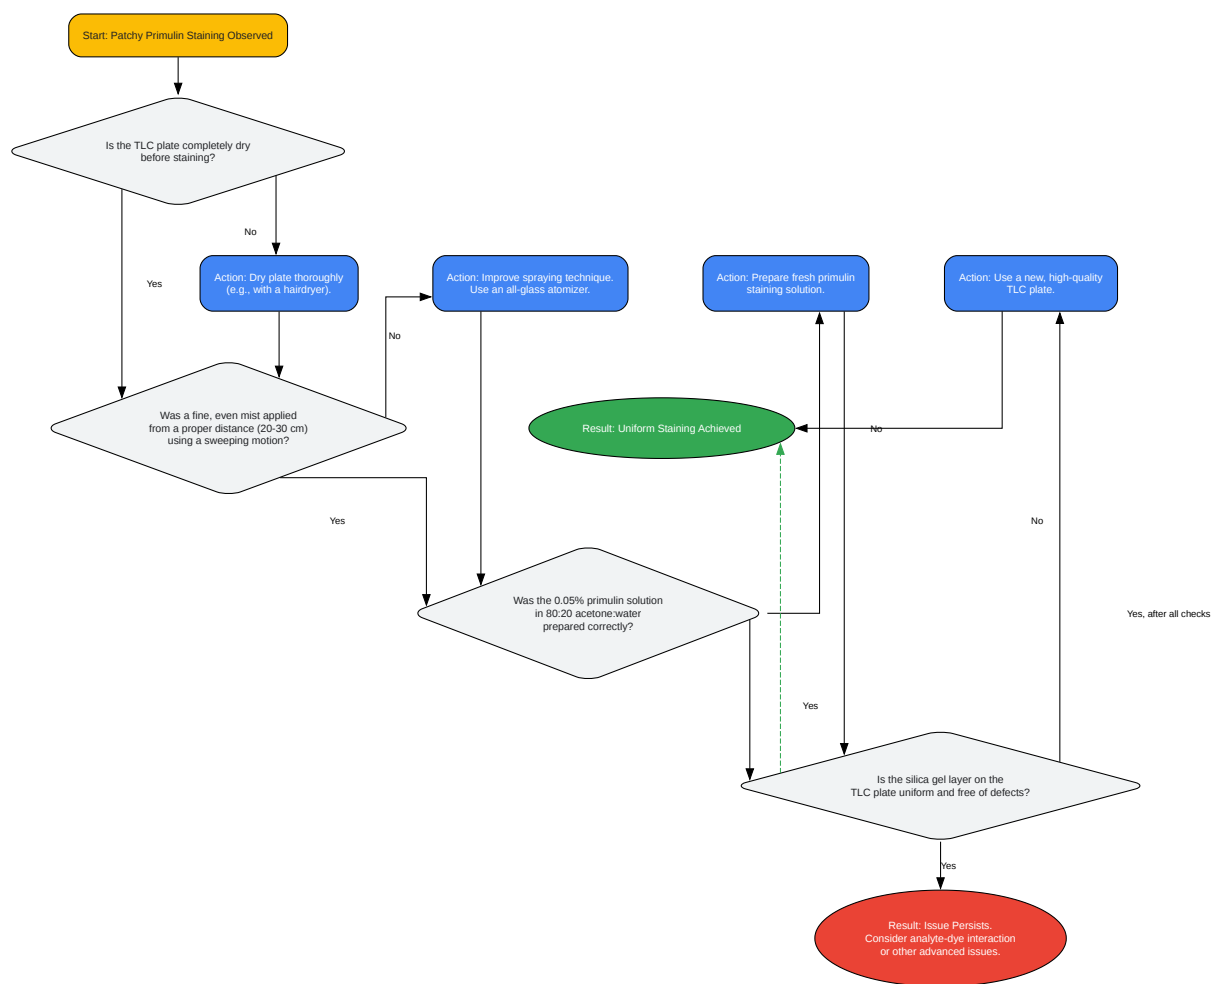 Start: Patchy Primulin Staining Observed
Is the TLC plate completely dry
before staining?
No
Yes
Action: Dry plate thoroughly
(e.g., with a hairdryer).
Action: Improve spraying technique.
Use an all-glass atomizer.
Action: Prepare fresh primulin
staining solution.
Action: Use a new, high-quality
TLC plate.
No
Was a fine, even mist applied
from a proper distance (20-30 cm)
using a sweeping motion?
Result: Uniform Staining Achieved
No
Yes
No
Was the 0.05% primulin solution
in 80:20 acetone:water
prepared correctly?
Yes, after all checks
Yes
Is the silica gel layer on the
TLC plate uniform and free of defects?
Yes
Result: Issue Persists.
Consider analyte-dye interaction
or other advanced issues.